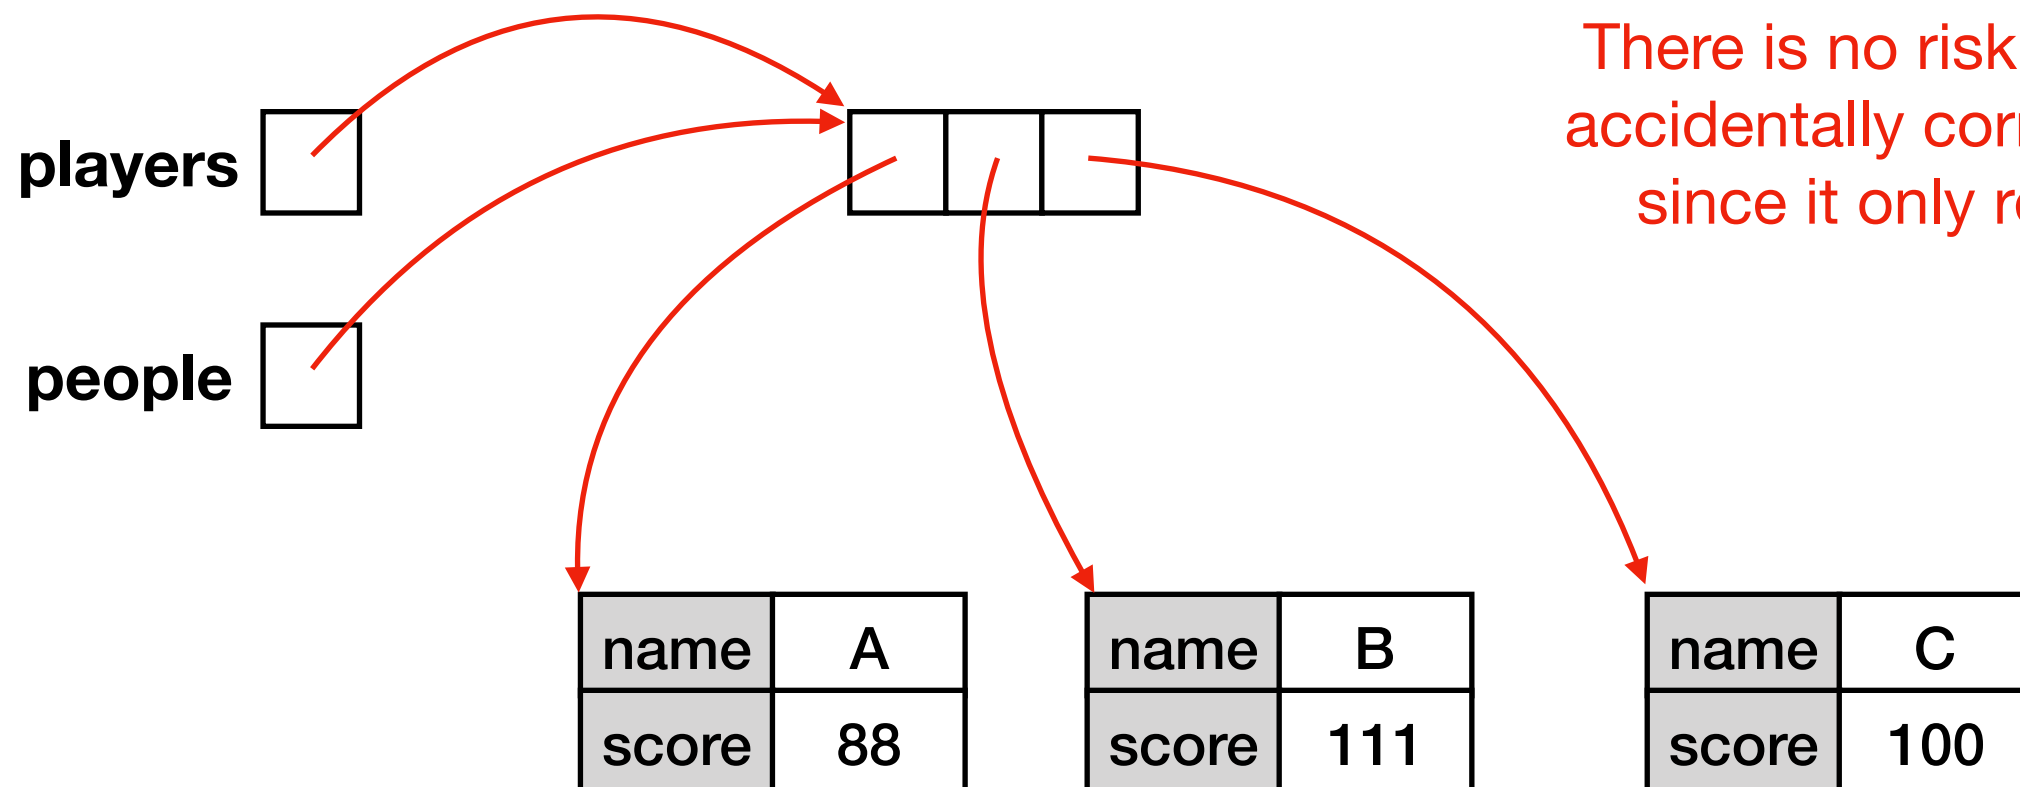 There is no risk
accidentally
since it only
players
people
name A
score 88
name B
score 111
name C
score 100